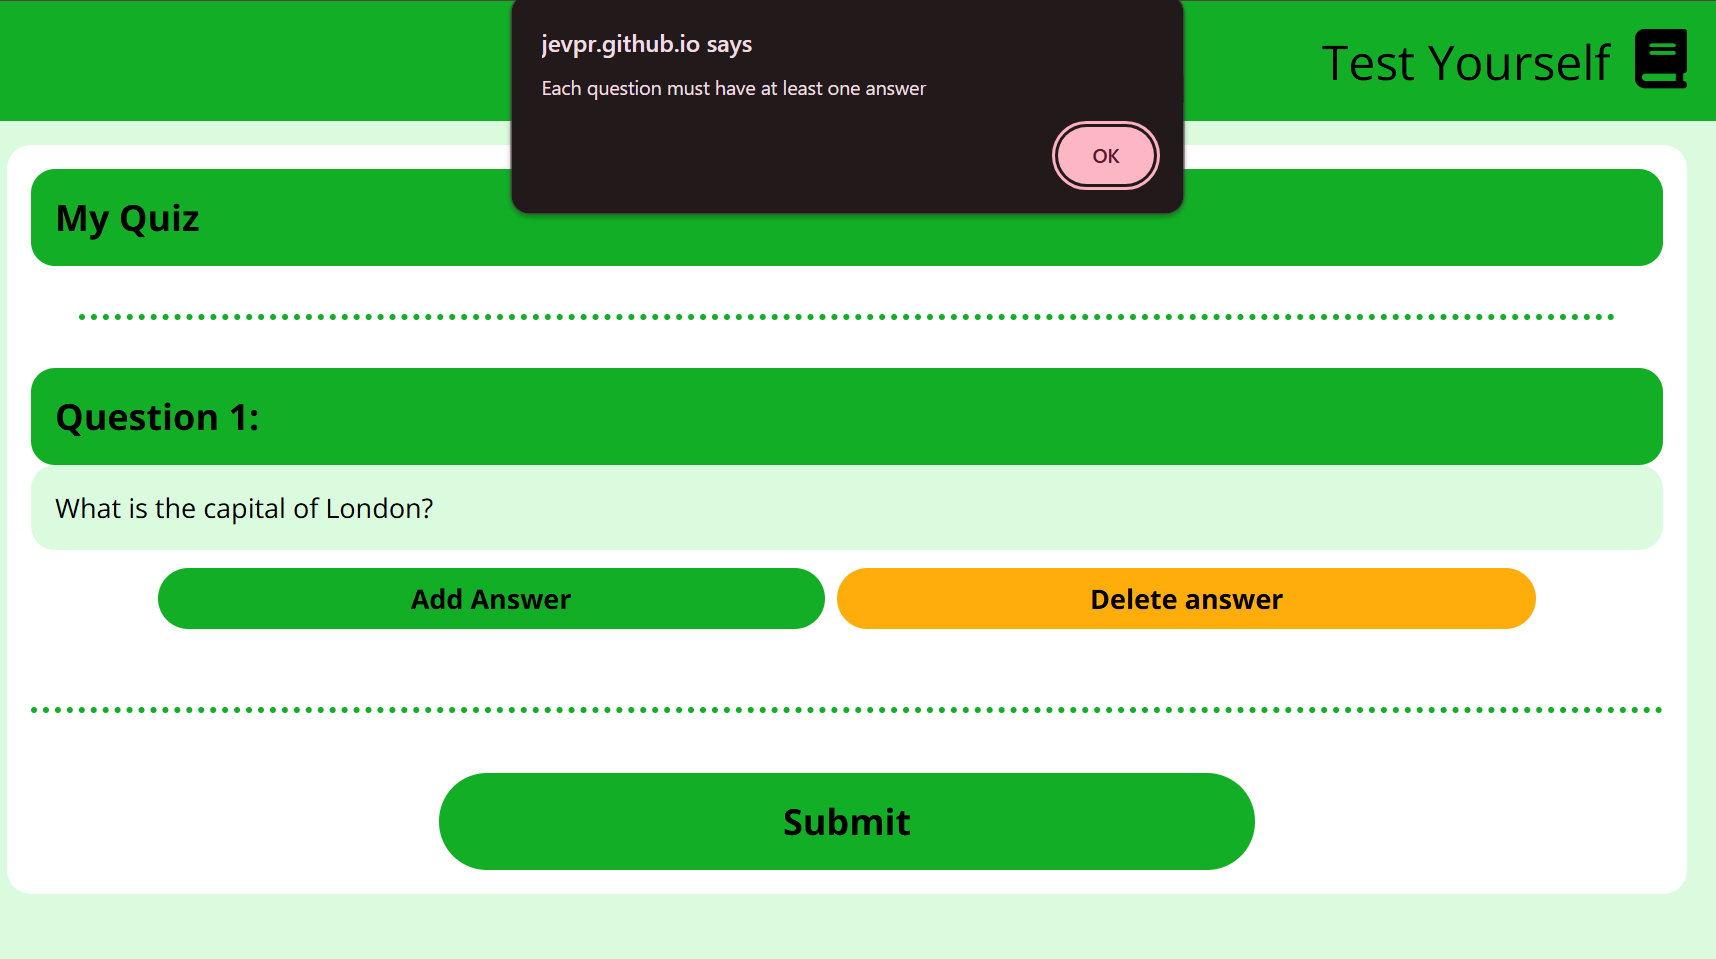 jevpr.github.io says
Each question must have at least one answer
OK
Test Yourself
My Quiz
Question 1:
What is the capital of London?
Add Answer
Delete answer
Submit